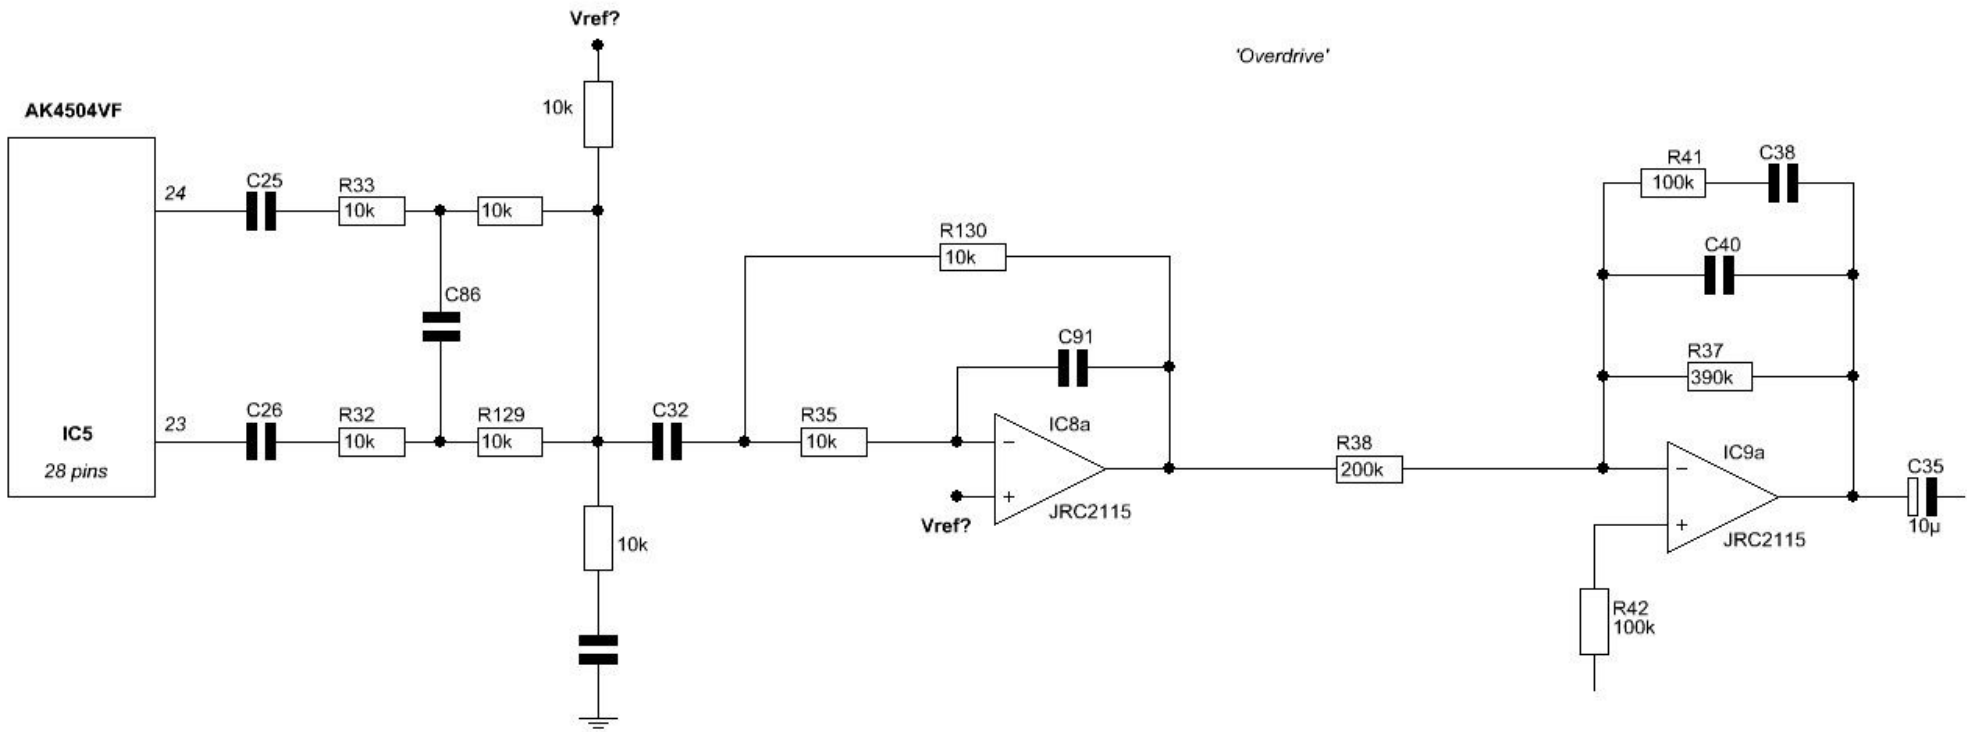 Vref?
'Overdrive'
AK4504VF
10k
24
C25
R33
10k
10k
R41
100k
C38
R130
10k
C40
C86
C91
R37
390k
IC5
28 pins
23
C26
R32
10k
R129
10k
C32
R35
10k
IC8a
−
+
JRC2115
Vref?
R38
200k
IC9a
−
+
JRC2115
C35
10µ
10k
R42
100k